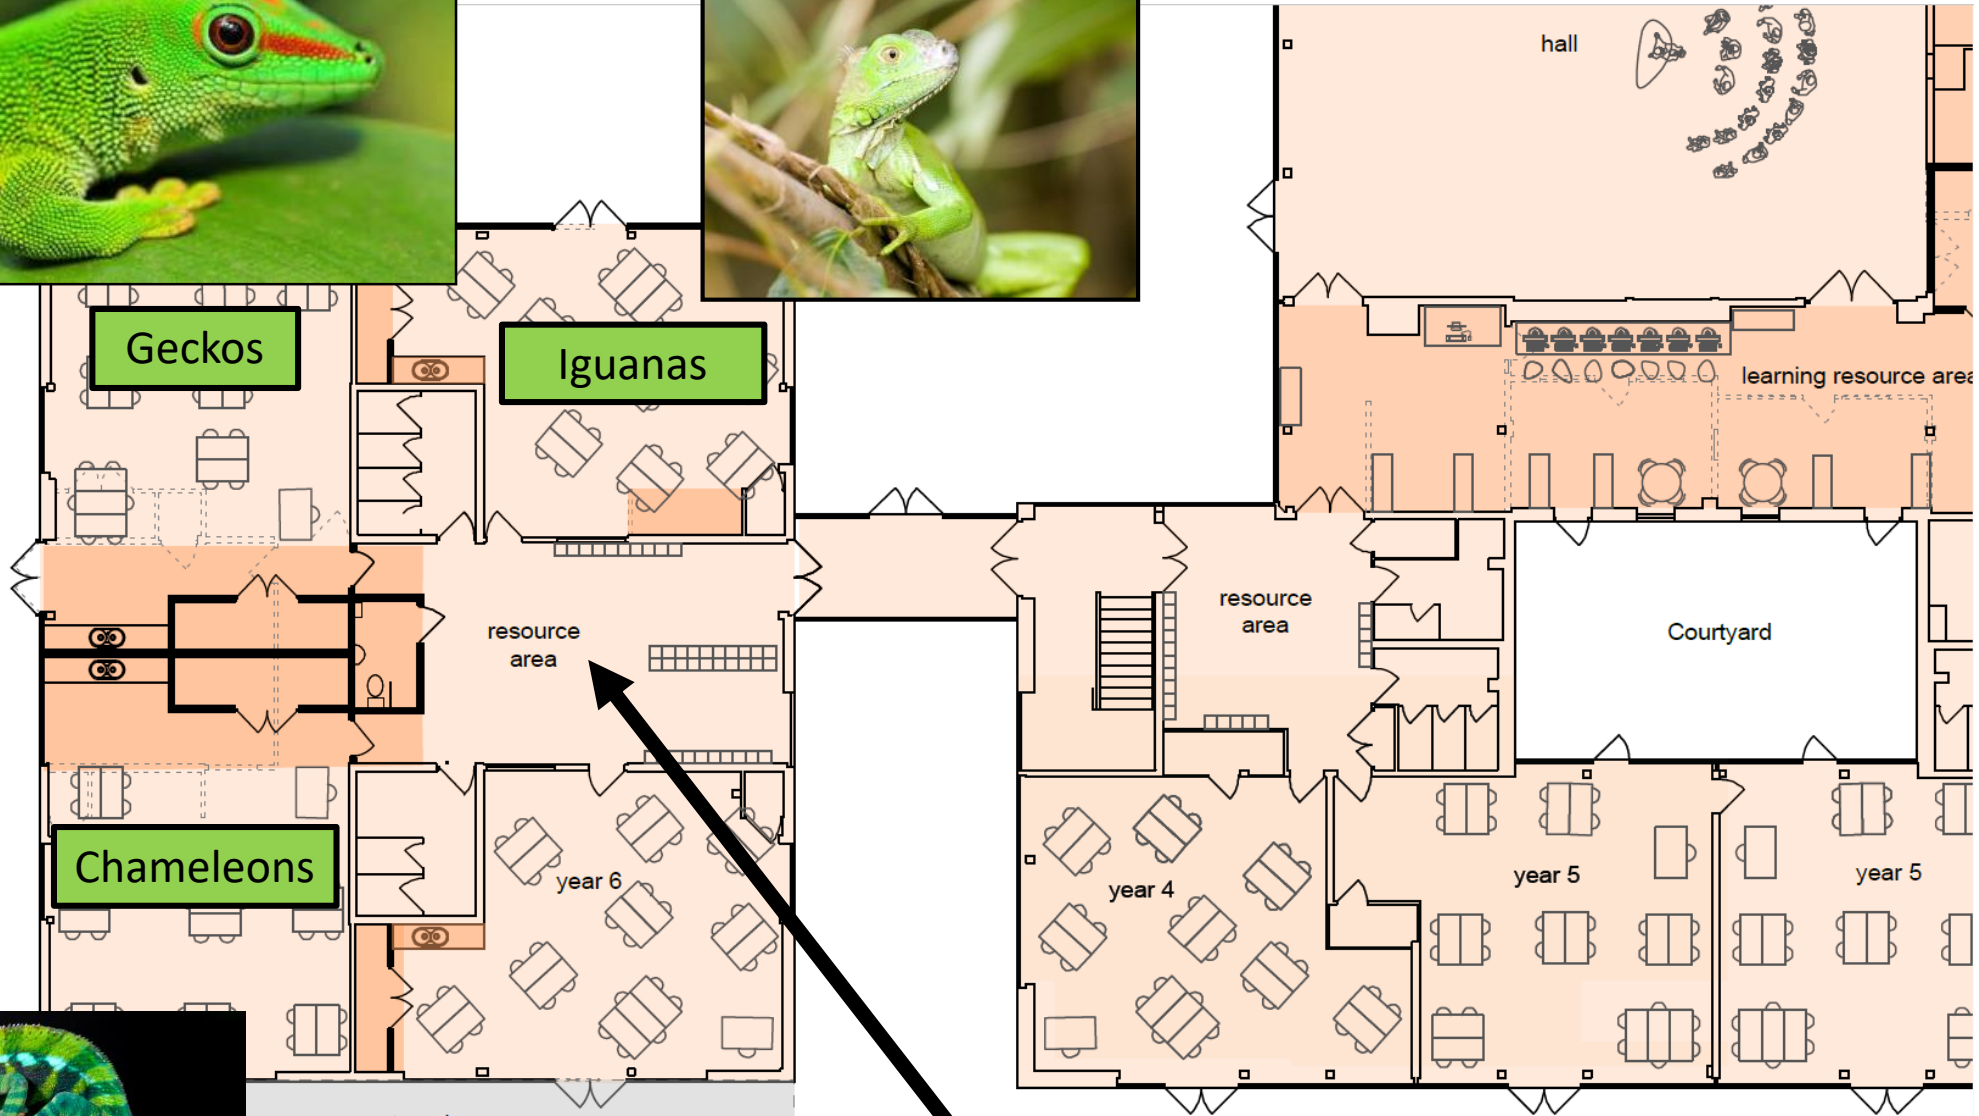 hall
Geckos
Iguanas
learning resource area
resource
area
resource
area
Courtyard
Chameleons
year 6
year 4
year 5
year 5